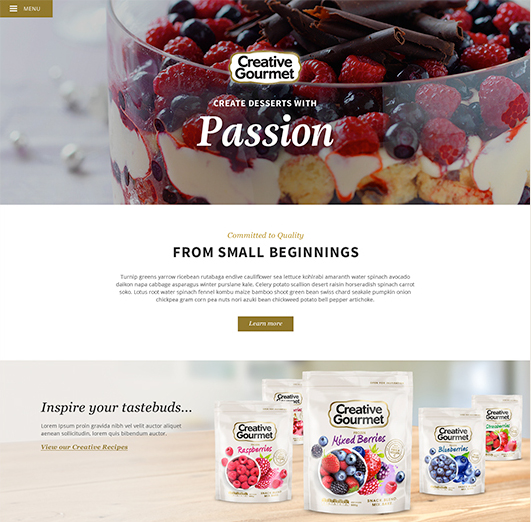 MENU
Creative
Gourmet
CREATE DESSERTS WITH
Passion
Committed to Quality
FROM SMALL BEGINNINGS
Turnip greens yarrow ricebean rutabaga endive cauliflower sea lettuce kohlrabi amaranth water spinach avocado
daikon napa cabbage asparagus winter purslane kale. Celery potato scallion desert raisin horseradish spinach carrot
soko. Lotus root water spinach fennel kombu maize bamboo shoot green bean swiss chard seakale pumpkin onion
chickpea gram corn pea nuts nori azuki bean chickweed potato bell pepper artichoke.
Learn more
Inspire your tastebuds...
Lorem ipsum proin gravida nibh vel velit auctor aliquet
aenean sollicitudin, lorem quis bibendum auctor.
View our Creative Recipes
Creative
Gourmet
Raspberries
Creative
Gourmet
Mixed Berries
Creative
Gourmet
Blueberries
Creative
Gourmet